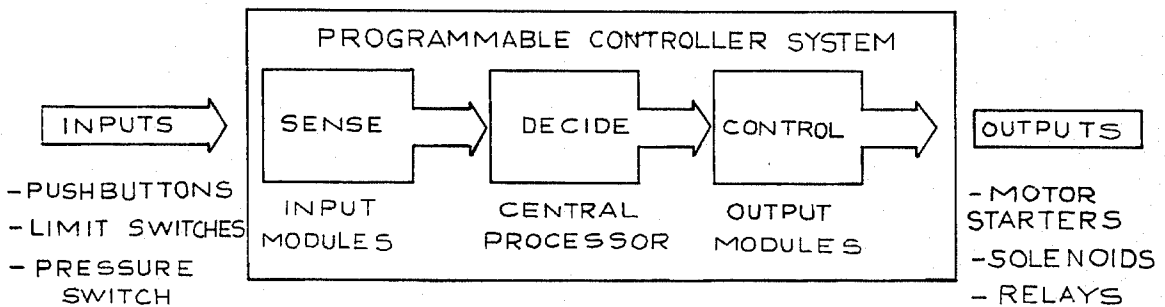 PROGRAMMABLE CONTROLLER SYSTEM
INPUTS
SENSE
DECIDE
CONTROL
OUTPUTS
-PUSHBUTTONS
-LIMIT SWITCHES
-PRESSURE
SWITCH
INPUT
MODULES
CENTRAL
PROCESSOR
OUTPUT
MODULES
-MOTOR
STARTERS
-SOLENOIDS
-RELAYS